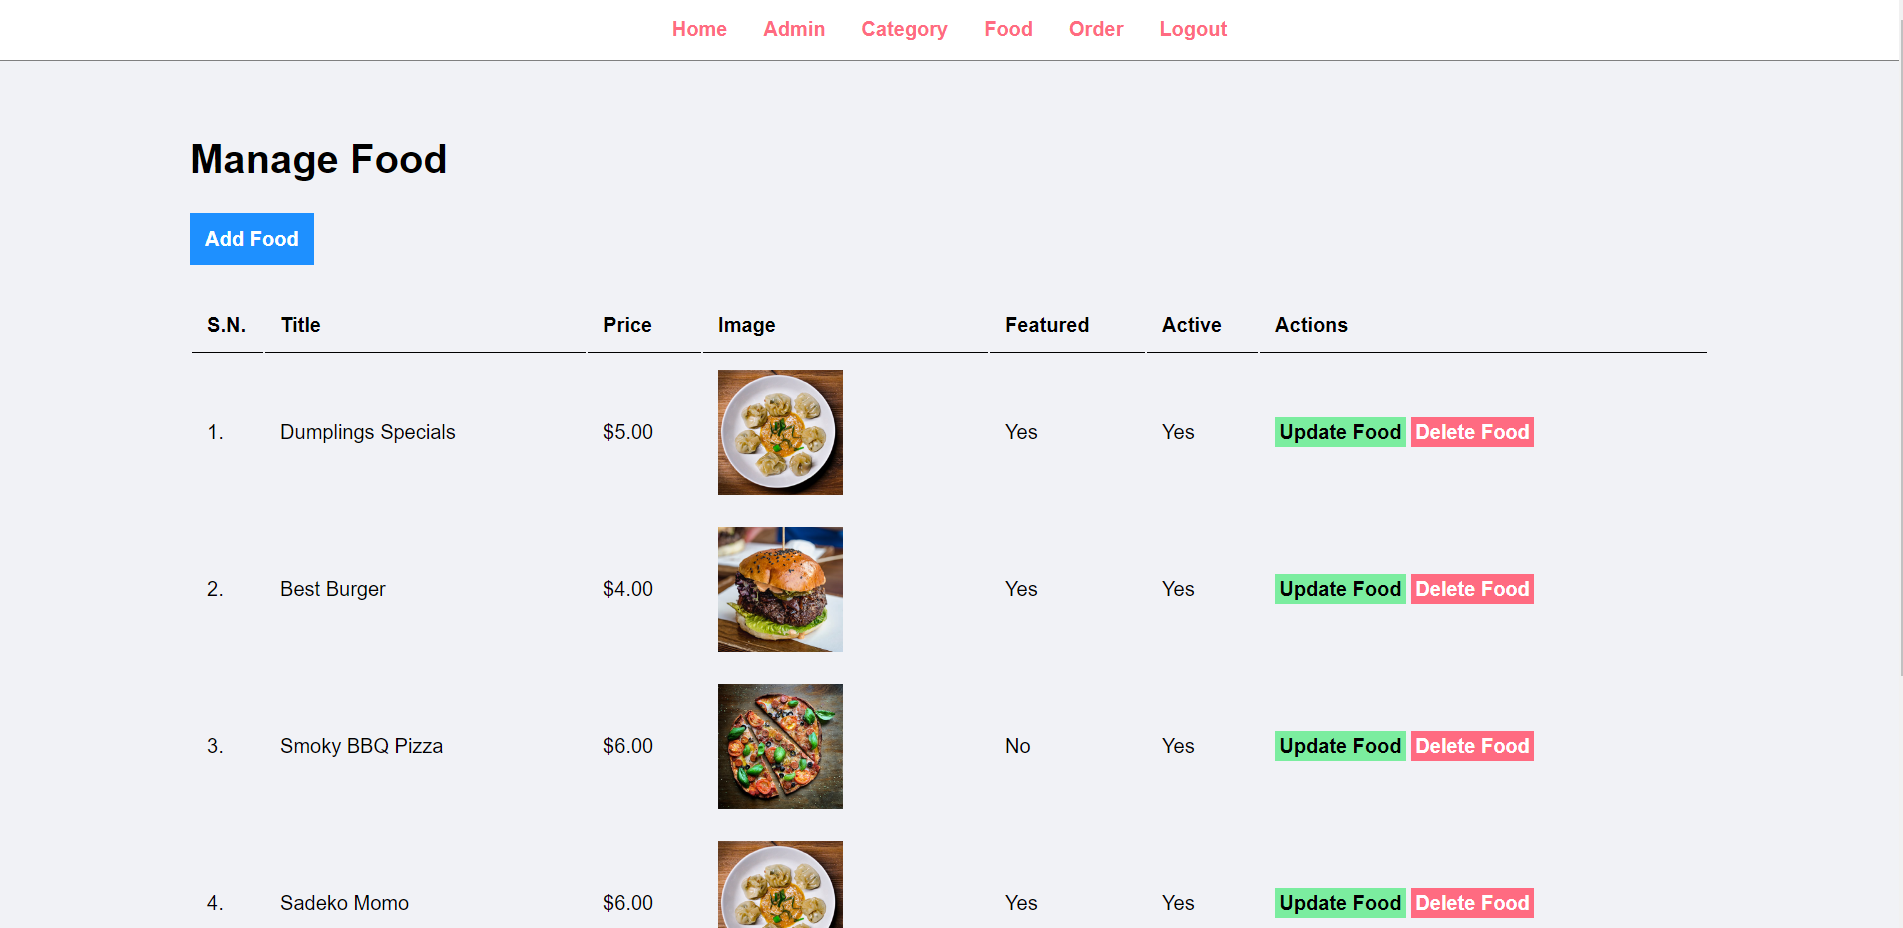 Home Admin Category Food Order Logout
Manage Food
Add Food
S.N. Title Price Image Featured Active Actions
1. Dumplings Specials $5.00 Yes Yes Update Food Delete Food
2. Best Burger $4.00 Yes Yes Update Food Delete Food
3. Smoky BBQ Pizza $6.00 No Yes Update Food Delete Food
4. Sadeko Momo $6.00 Yes Yes Update Food Delete Food